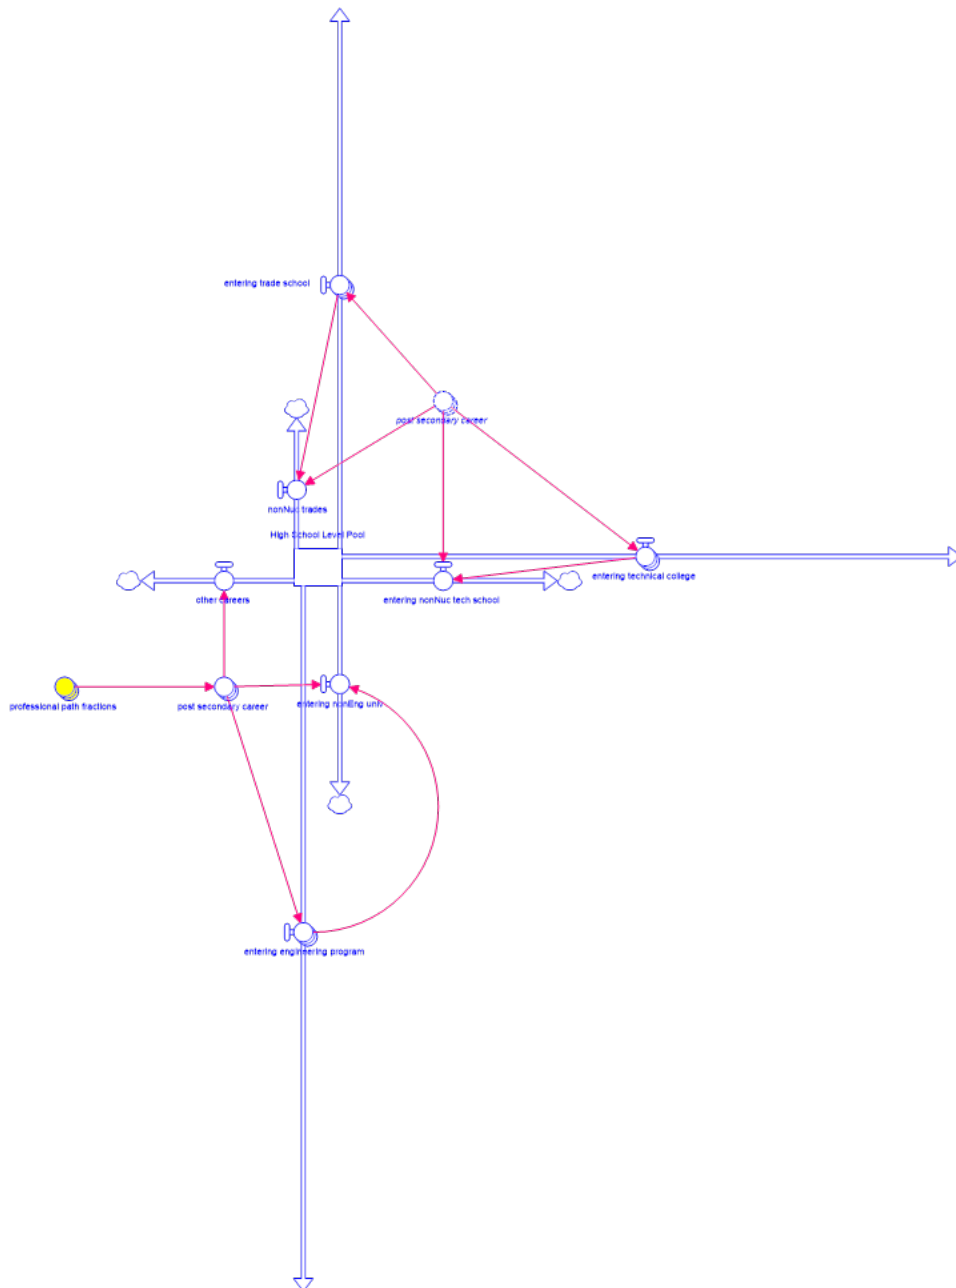 entering trade school
post secondary career
nonNuc trades
High School Level Pool
entering technical college
other careers
entering nonNuc tech school
professional path fractions
post secondary career
entering nonEng univ
entering engineering program